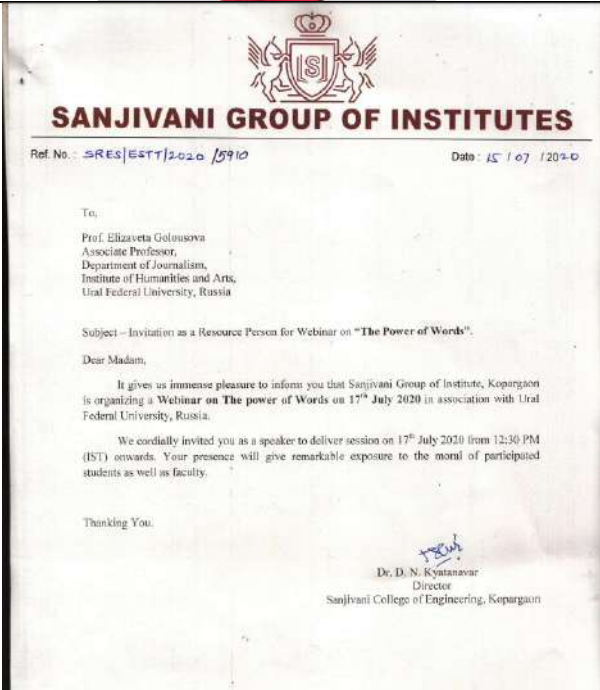 SANJIVANI GROUP OF INSTITUTES
Ref. No. : SRES/ESTT/2020 /5910
Date : 15 / 07 / 2020
To,
Prof. Elizaveta Golousova
Associate Professor,
Department of Journalism,
Institute of Humanities and Arts,
Ural Federal University, Russia
Subject – Invitation as a Resource Person for Webinar on "The Power of Words".
Dear Madam,
It gives us immense pleasure to inform you that Sanjivani Group of Institute, Kopargaon
is organizing a Webinar on The power of Words on 17th July 2020 in association with Ural
Federal University, Russia.
We cordially invited you as a speaker to deliver session on 17th July 2020 from 12:30 PM
(IST) onwards. Your presence will give remarkable exposure to the moral of participated
students as well as faculty.
Thanking You.
Dr. D. N. Kyatanavar
Director
Sanjivani College of Engineering, Kopargaon